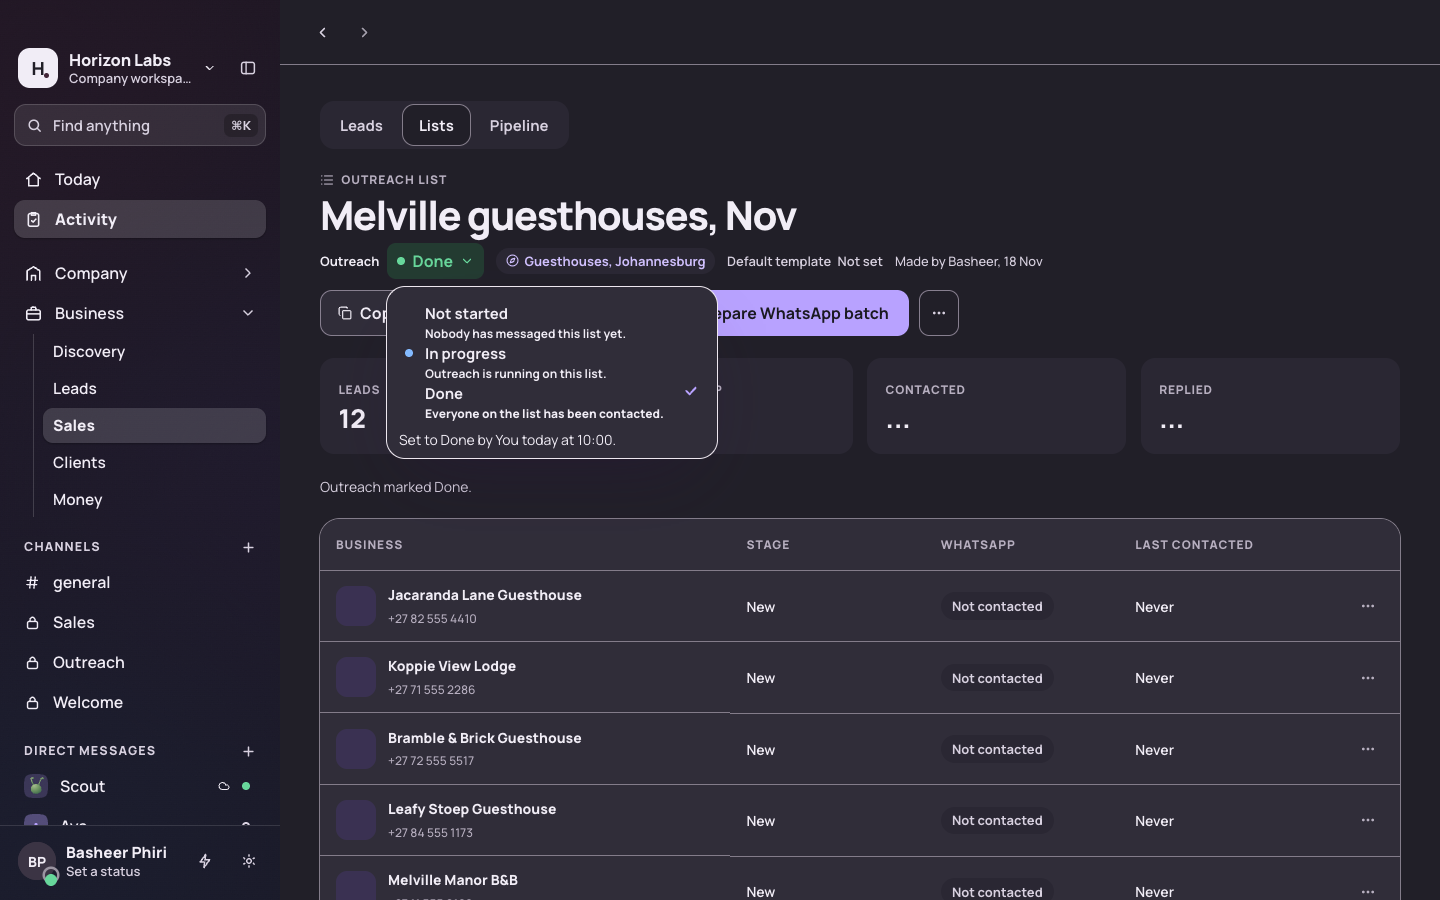 Horizon Labs
Company workspa...
Find anything
⌘K
Today
Activity
Company
Business
Discovery
Leads
Sales
Clients
Money
CHANNELS
# general
Sales
Outreach
Welcome
DIRECT MESSAGES
Scout
BP
Basheer Phiri
Set a status
Leads
Lists
Pipeline
OUTREACH LIST
Melville guesthouses, Nov
Outreach
Done
Guesthouses, Johannesburg
Default template Not set
Made by Basheer, 18 Nov
WhatsApp batch
Not started
Nobody has messaged this list yet.
In progress
Outreach is running on this list.
Done
Everyone on the list has been contacted.
Set to Done by You today at 10:00.
LEADS
12
CONTACTED
...
REPLIED
...
Outreach marked Done.
BUSINESS STAGE WHATSAPP LAST CONTACTED
Jacaranda Lane Guesthouse
+27 82 555 4410
New Not contacted Never
Koppie View Lodge
+27 71 555 2286
New Not contacted Never
Bramble & Brick Guesthouse
+27 72 555 5517
New Not contacted Never
Leafy Stoep Guesthouse
+27 84 555 1173
New Not contacted Never
Melville Manor B&B
New Not contacted Never